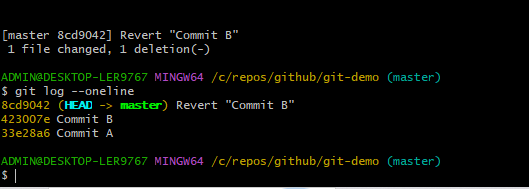 [master 8cd9042] Revert "Commit B"
 1 file changed, 1 deletion(-)
ADMIN@DESKTOP-LER9767 MINGW64 /c/repos/github/git-demo (master)
$ git log --oneline
8cd9042 (HEAD -> master) Revert "Commit B"
423007e Commit B
33e28a6 Commit A
ADMIN@DESKTOP-LER9767 MINGW64 /c/repos/github/git-demo (master)
$